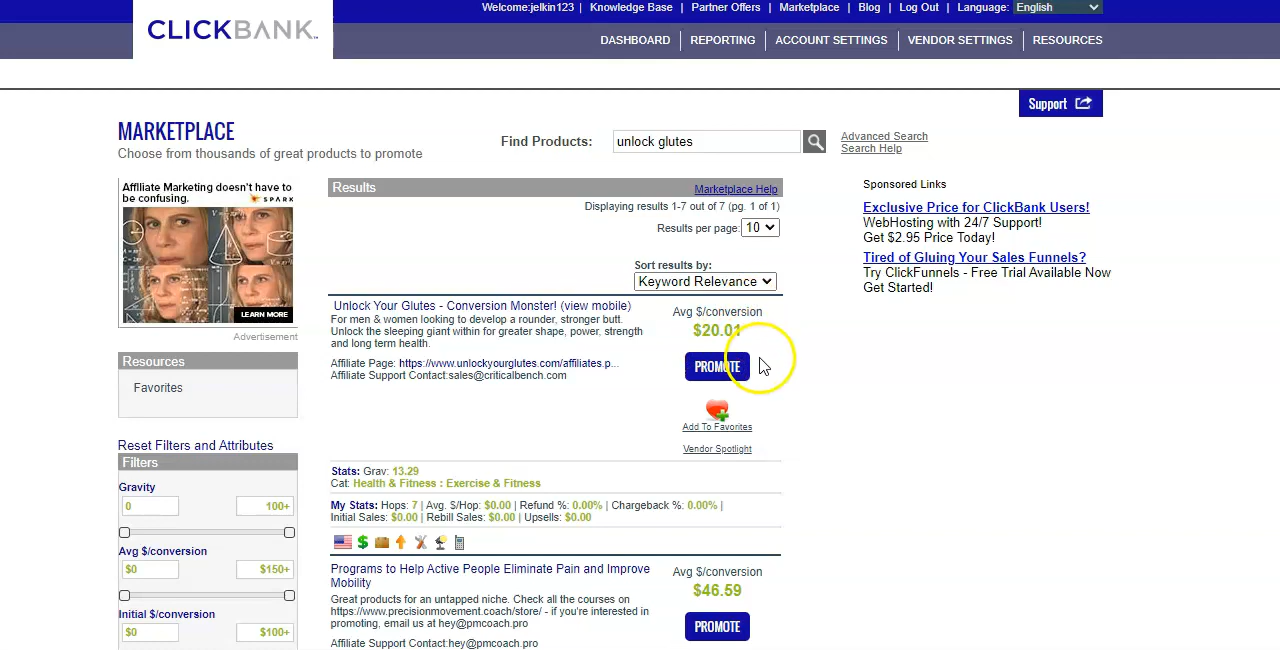 Welcome:jelkin123 | Knowledge Base | Partner Offers | Marketplace | Blog | Log Out | Language: English
CLICKBANK™
DASHBOARD | REPORTING | ACCOUNT SETTINGS | VENDOR SETTINGS | RESOURCES
Support
MARKETPLACE
Choose from thousands of great products to promote
Find Products: unlock glutes
Advanced Search
Search Help
Affiliate Marketing doesn't have to
be confusing.
SPARK
LEARN MORE
Advertisement
Resources
Favorites
Reset Filters and Attributes
Filters
Gravity
0 100+
Avg $/conversion
$0 $150+
Initial $/conversion
$0 $100+
Results Marketplace Help
Displaying results 1-7 out of 7 (pg. 1 of 1)
Results per page: 10
Sort results by:
Keyword Relevance
Unlock Your Glutes - Conversion Monster! (view mobile)
For men & women looking to develop a rounder, stronger butt.
Unlock the sleeping giant within for greater shape, power, strength
and long term health.
Affiliate Page: https://www.unlockyourglutes.com/affiliates.p...
Affiliate Support Contact:sales@criticalbench.com
Avg $/conversion
$20.01
PROMOTE
Add To Favorites
Vendor Spotlight
Stats: Grav: 13.29
Cat: Health & Fitness : Exercise & Fitness
My Stats: Hops: 7 | Avg. $/Hop: $0.00 | Refund %: 0.00% | Chargeback %: 0.00% |
Initial Sales: $0.00 | Rebill Sales: $0.00 | Upsells: $0.00
Programs to Help Active People Eliminate Pain and Improve
Mobility
Great products for an untapped niche. Check all the courses on
https://www.precisionmovement.coach/store/ - if you're interested in
promoting, email us at hey@pmcoach.pro
Affiliate Support Contact:hey@pmcoach.pro
Avg $/conversion
$46.59
PROMOTE
Sponsored Links
Exclusive Price for ClickBank Users!
WebHosting with 24/7 Support!
Get $2.95 Price Today!
Tired of Gluing Your Sales Funnels?
Try ClickFunnels - Free Trial Available Now
Get Started!